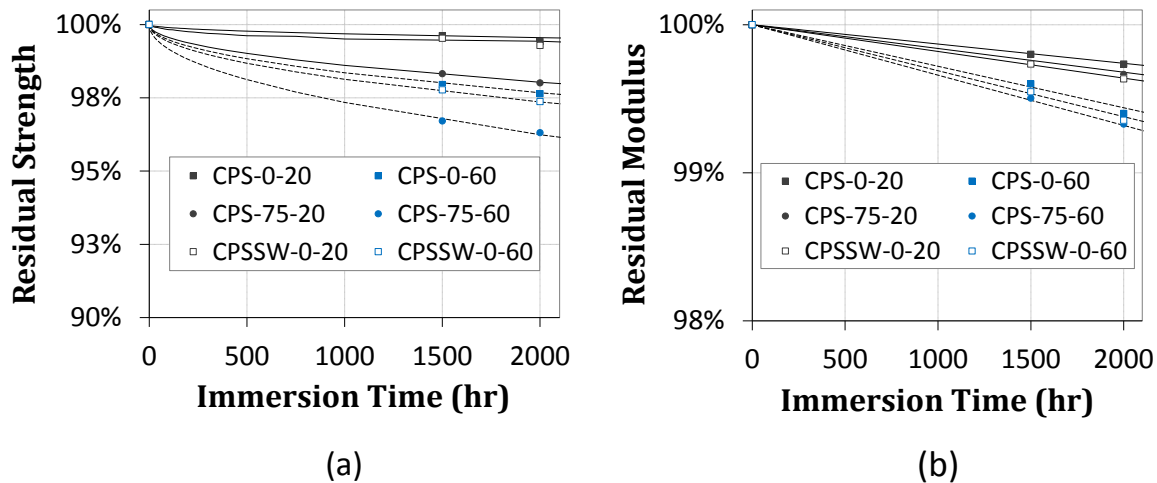 100%
98%
95%
93%
90%
Residual Strength
CPS-0-20
CPS-0-60
CPS-75-20
CPS-75-60
CPSSW-0-20
CPSSW-0-60
0
500
1000
1500
2000
Immersion Time (hr)
(a)
100%
99%
98%
Residual Modulus
CPS-0-20
CPS-0-60
CPS-75-20
CPS-75-60
CPSSW-0-20
CPSSW-0-60
0
500
1000
1500
2000
Immersion Time (hr)
(b)